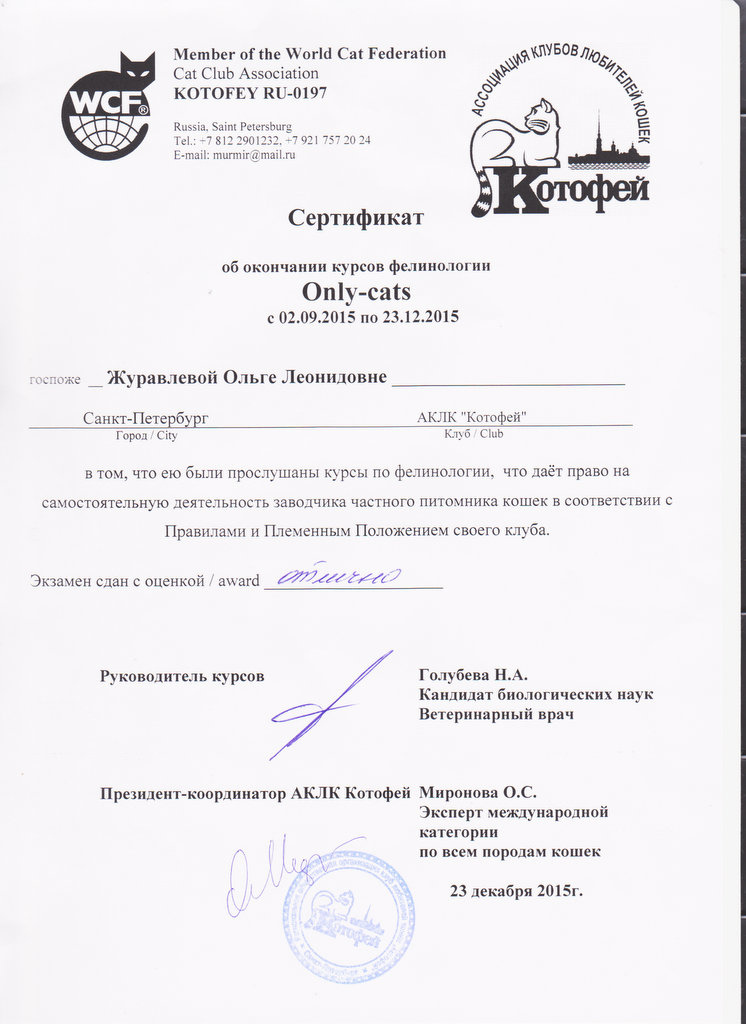 WCF®
Member of the World Cat Federation
Cat Club Association
KOTOFEY RU-0197
Russia, Saint Petersburg
Tel.: +7 812 2901232, +7 921 757 20 24
E-mail: murmir@mail.ru
АССОЦИАЦИЯ КЛУБОВ ЛЮБИТЕЛЕЙ КОШЕК
Котофей
Сертификат
об окончании курсов фелинологии
Only-cats
с 02.09.2015 по 23.12.2015
госпоже __ Журавлевой Ольге Леонидовне
Санкт-Петербург АКЛК "Котофей"
Город / City Клуб / Club
в том, что ею были прослушаны курсы по фелинологии, что даёт право на
самостоятельную деятельность заводчика частного питомника кошек в соответствии с
Правилами и Племенным Положением своего клуба.
Экзамен сдан с оценкой / award отлично
Руководитель курсов
Голубева Н.А.
Кандидат биологических наук
Ветеринарный врач
Президент-координатор АКЛК Котофей
Миронова О.С.
Эксперт международной
категории
по всем породам кошек
23 декабря 2015г.
Котофей